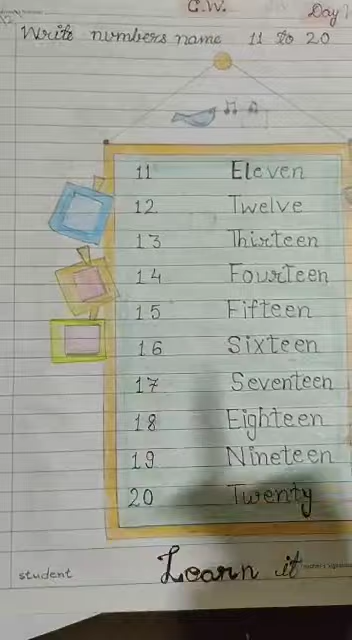 C.W.
Day
Write numbers name 11 to 20
11 Eleven
12 Twelve
13 Thirteen
14 Fourteen
15 Fifteen
16 Sixteen
17 Seventeen
18 Eighteen
19 Nineteen
20 Twenty
Learn it
student